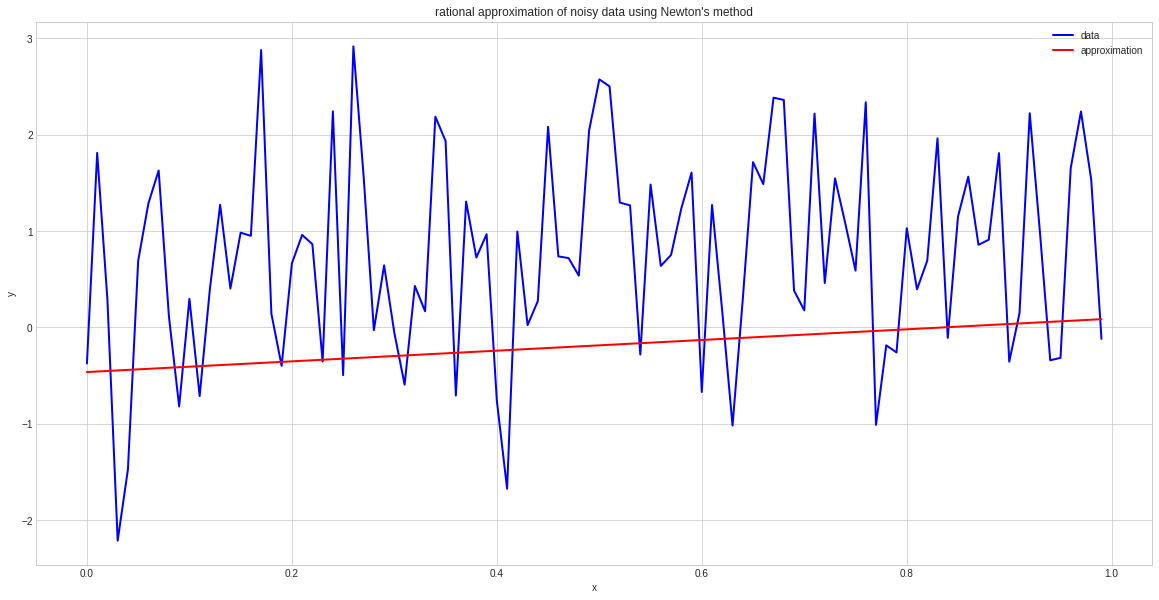 rational approximation of noisy data using Newton's method
data
approximation
3
2
1
0
−1
−2
y
0.0 0.2 0.4 0.6 0.8 1.0
x